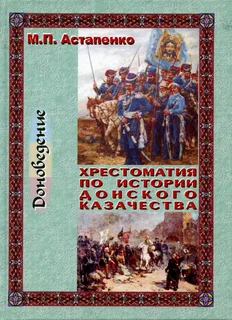 М.П. Астапенко
Доноведение
ХРЕСТОМАТИЯ
ПО ИСТОРИИ
ДОНСКОГО
КАЗАЧЕСТВА